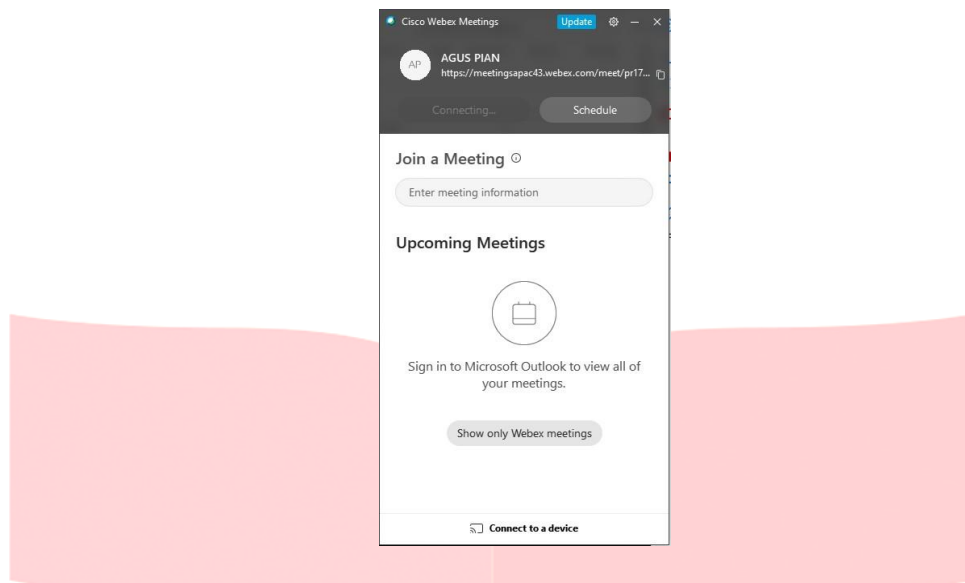 Cisco Webex Meetings
Update
AP
AGUS PIAN
https://meetingsapac43.webex.com/meet/pr17...
Connecting...
Schedule
Join a Meeting
Enter meeting information
Upcoming Meetings
Sign in to Microsoft Outlook to view all of
your meetings.
Show only Webex meetings
Connect to a device